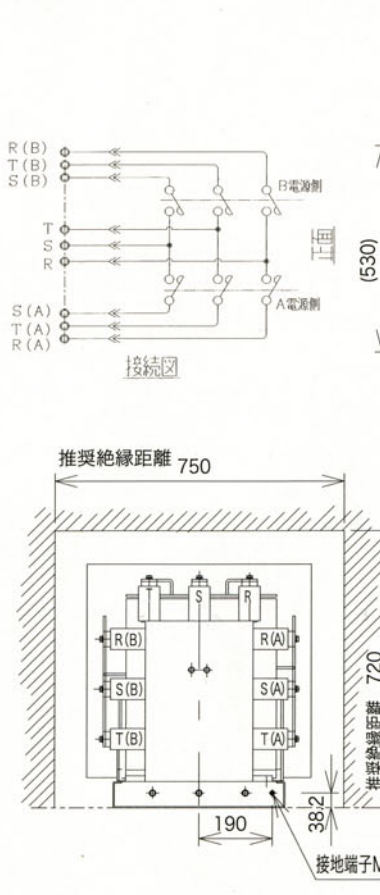 R(B)
T(B)
S(B)
B電源側
T
S
R
正面
(530)
S(A)
T(A)
R(A)
A電源側
接続図
推奨絶縁距離 750
S
R
R(B)
R(A)
S(B)
S(A)
T(B)
T(A)
推奨絶縁距離 720
190
38.2
接地端子M